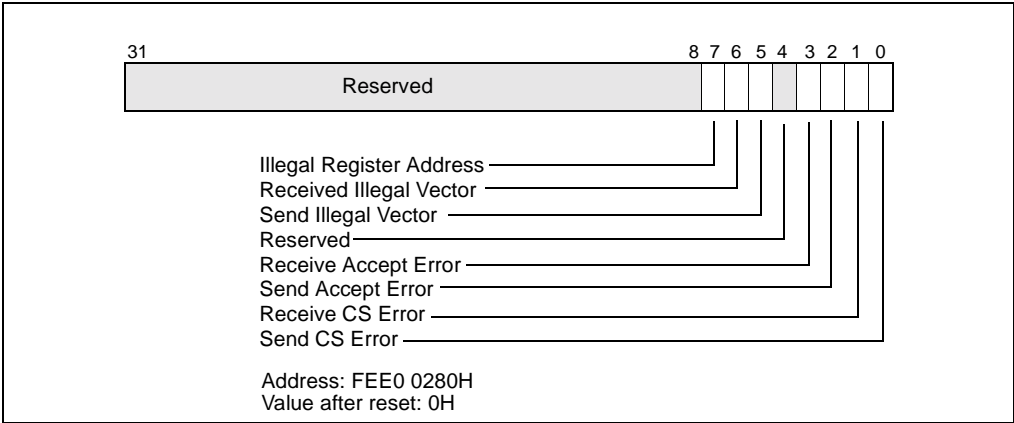 31 8 7 6 5 4 3 2 1 0
Reserved
Illegal Register Address
Received Illegal Vector
Send Illegal Vector
Reserved
Receive Accept Error
Send Accept Error
Receive CS Error
Send CS Error
Address: FEE0 0280H
Value after reset: 0H